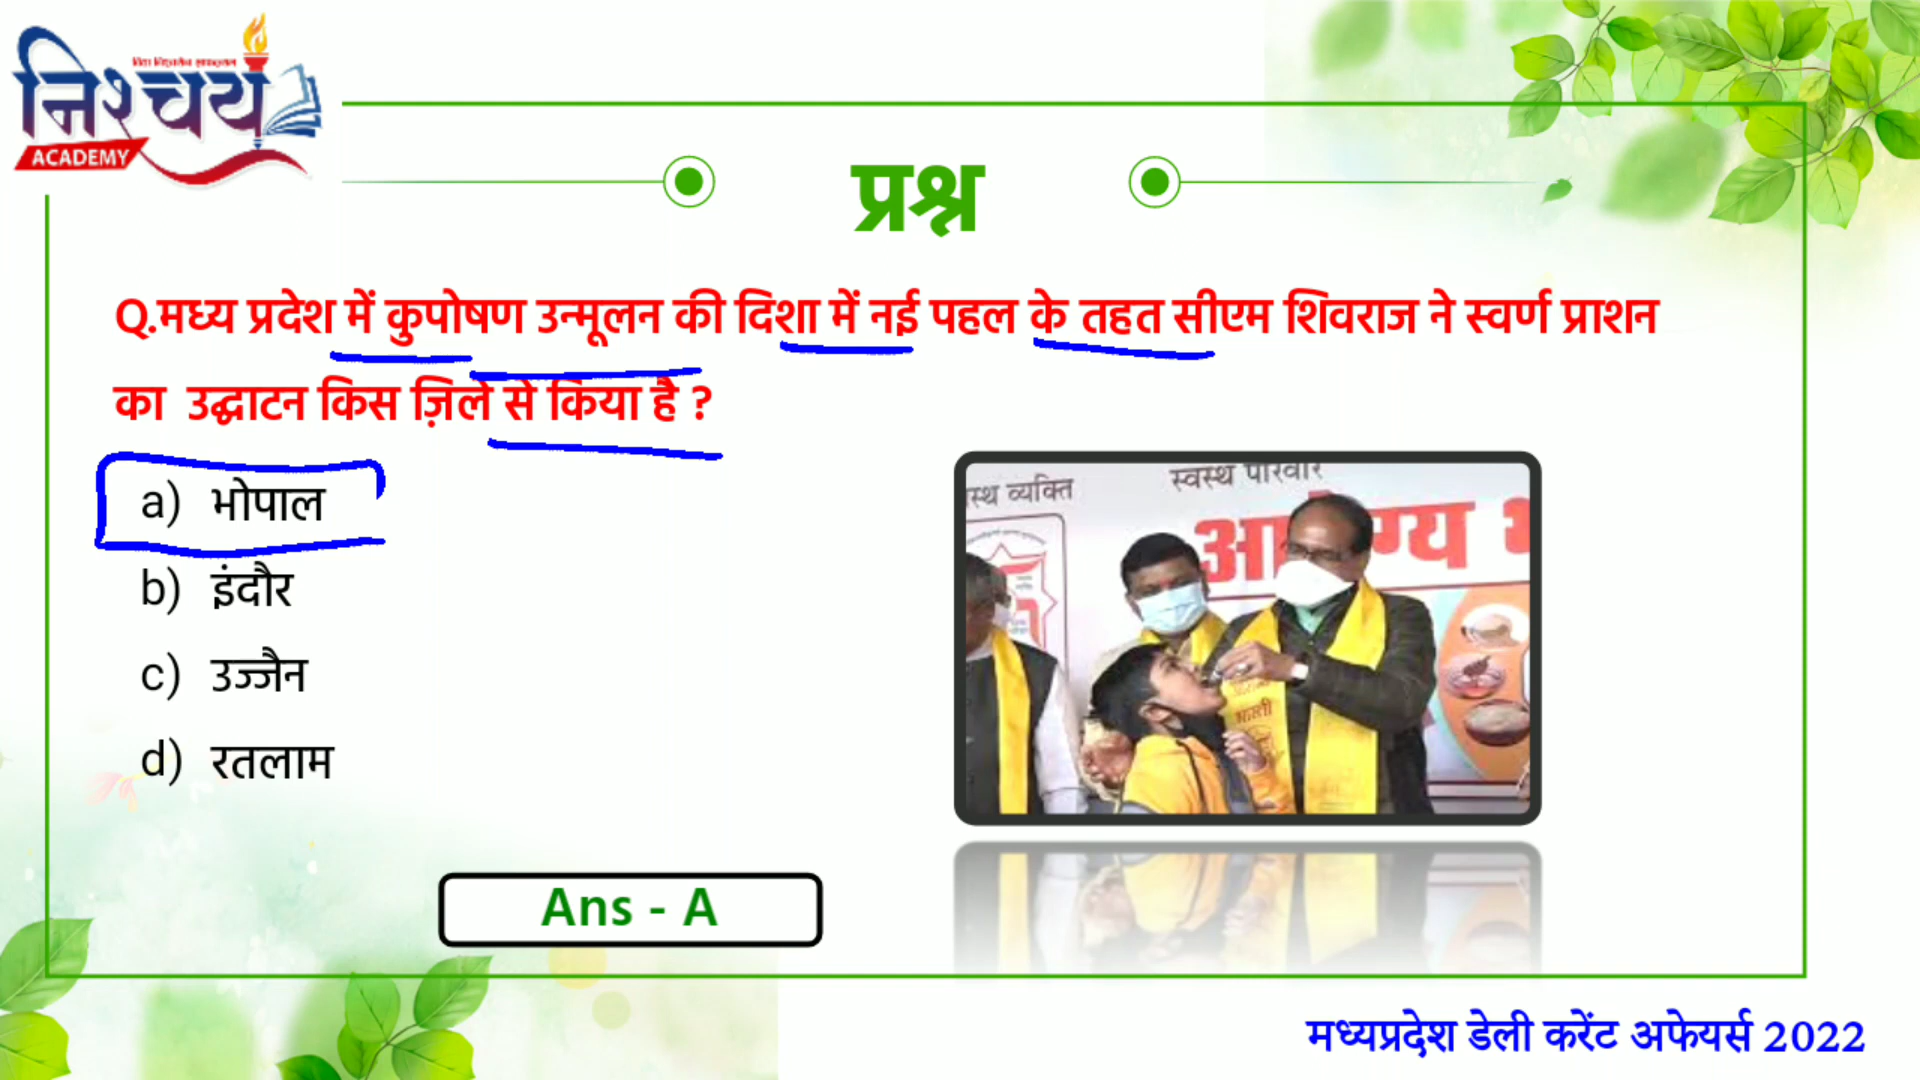 निश्चय
ACADEMY
प्रश्न
Q.मध्य प्रदेश में कुपोषण उन्मूलन की दिशा में नई पहल के तहत सीएम शिवराज ने स्वर्ण प्राशन
का उद्घाटन किस ज़िले से किया है ?
a) भोपाल
b) इंदौर
c) उज्जैन
d) रतलाम
स्वस्थ परिवार
व्यक्ति
Ans - A
मध्यप्रदेश डेली करेंट अफेयर्स 2022